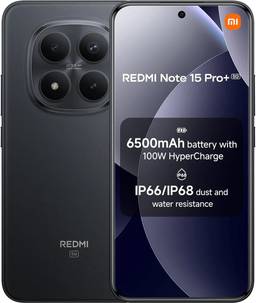 REDMI Note 15 Pro+ 5G
6500mAh battery with
100W HyperCharge
IP66/IP68 dust and
water resistance
REDMI
5G